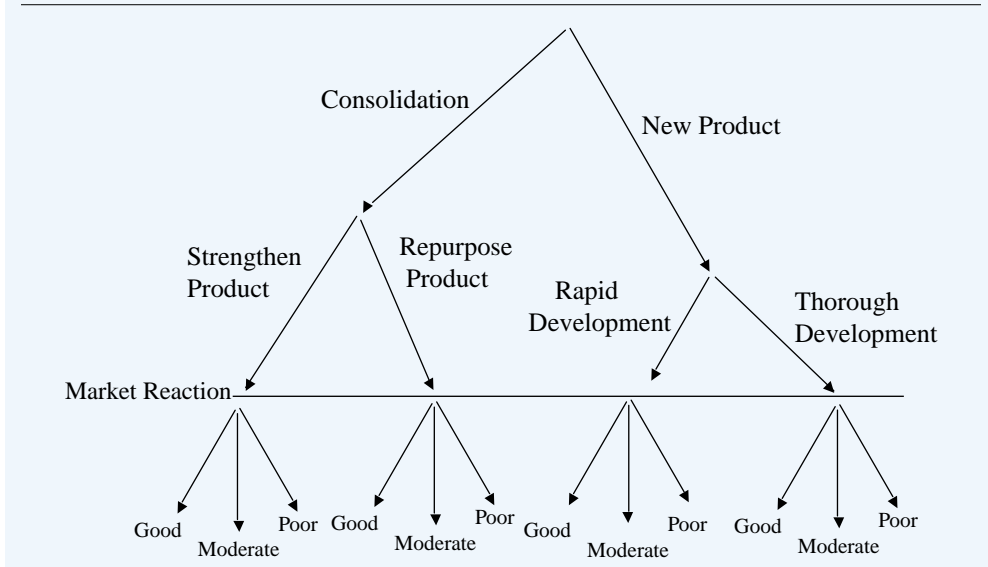 Consolidation
New Product
Strengthen
Product
Repurpose
Product
Rapid
Development
Thorough
Development
Market Reaction
Good
Moderate
Poor
Good
Moderate
Poor
Good
Moderate
Poor
Good
Moderate
Poor